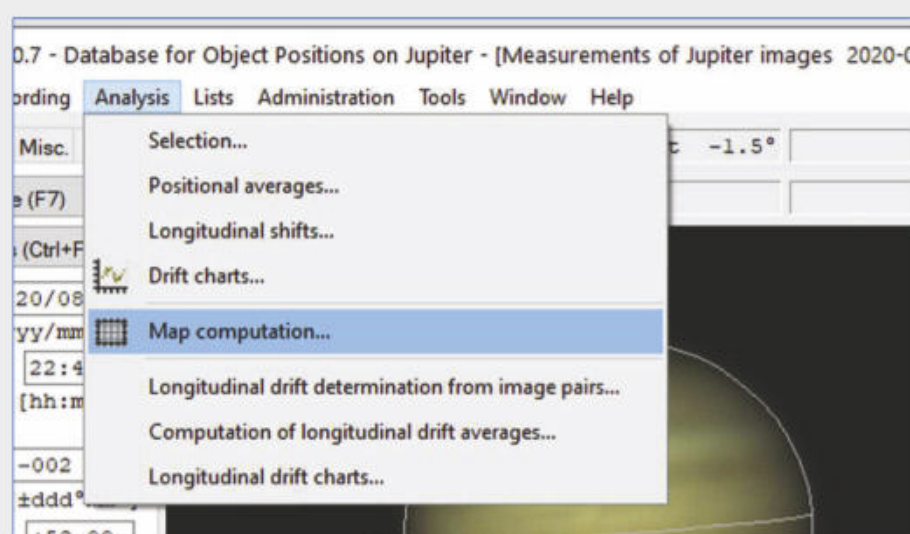 0.7 - Database for Object Positions on Jupiter - [Measurements of Jupiter images 2020-0
Analysis Lists Administration Tools Window Help
Selection...
Misc.
-1.5°
Positional averages...
(F7)
Longitudinal shifts...
(Ctrl+F
Drift charts...
20/08
Map computation...
yy/mm
22:4
Longitudinal drift determination from image pairs...
[hh:m
Computation of longitudinal drift averages...
-002
Longitudinal drift charts...
±ddd°